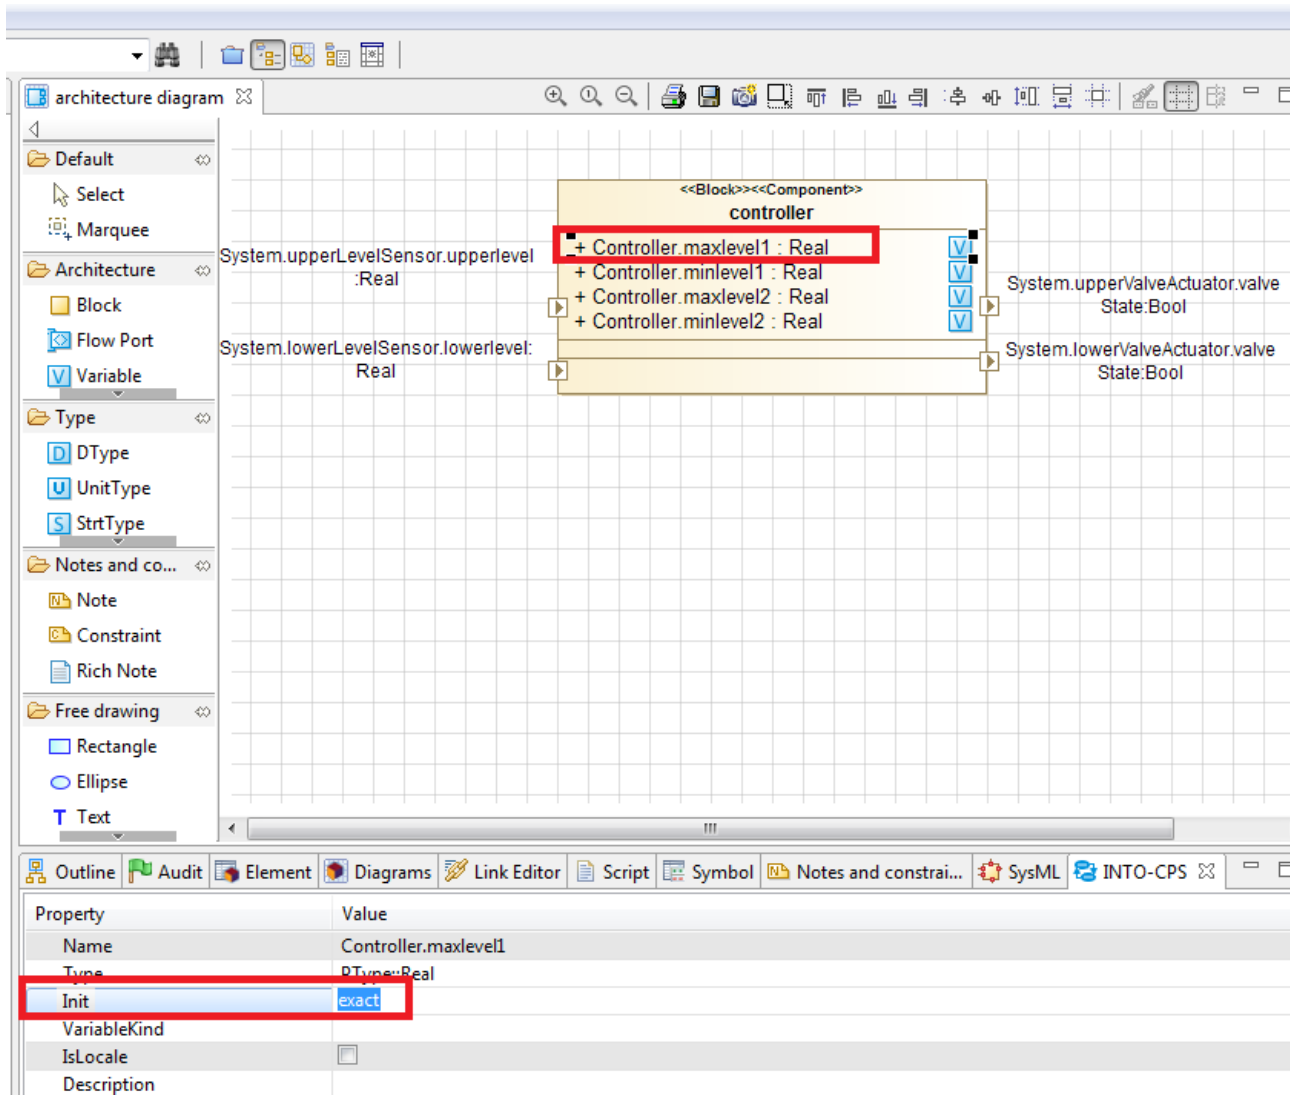 architecture diagram
Default
Select
Marquee
Architecture
Block
Flow Port
Variable
Type
DType
UnitType
StrtType
Notes and co...
Note
Constraint
Rich Note
Free drawing
Rectangle
Ellipse
Text
<<Block>><<Component>>
controller
+ Controller.maxlevel1 : Real
+ Controller.minlevel1 : Real
+ Controller.maxlevel2 : Real
+ Controller.minlevel2 : Real
V
V
V
V
System.upperLevelSensor.upperlevel
:Real
System.lowerLevelSensor.lowerlevel:
Real
System.upperValveActuator.valve
State:Bool
System.lowerValveActuator.valve
State:Bool
Outline Audit Element Diagrams Link Editor Script Symbol Notes and constrai... SysML INTO-CPS
Property Value
Name Controller.maxlevel1
Type PType::Real
Init exact
VariableKind
IsLocale
Description